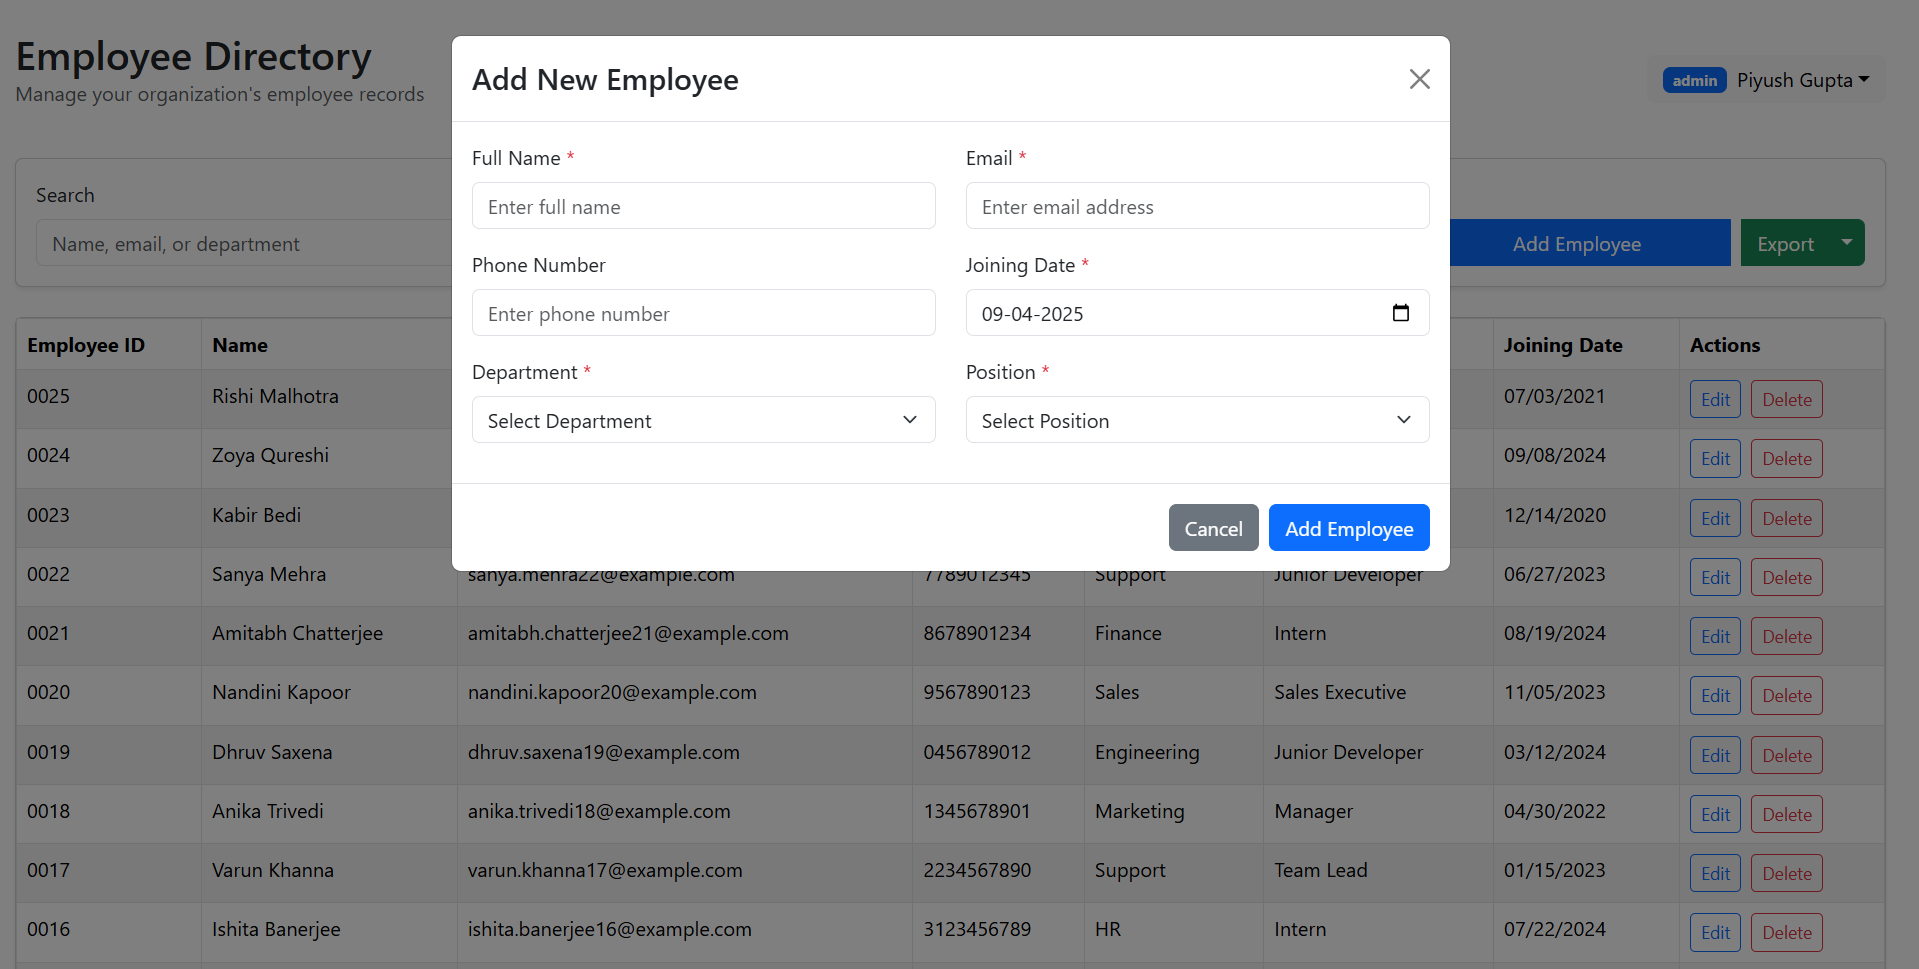 Employee Directory
Manage your organization's employee records
admin Piyush Gupta
Search
Name, email, or department
Add Employee Export
Add New Employee
Full Name * Email *
Enter full name Enter email address
Phone Number Joining Date *
Enter phone number 09-04-2025
Department * Position *
Select Department Select Position
Cancel Add Employee
Employee ID Name Joining Date Actions
0025 Rishi Malhotra 07/03/2021 Edit Delete
0024 Zoya Qureshi 09/08/2024 Edit Delete
0023 Kabir Bedi 12/14/2020 Edit Delete
0022 Sanya Mehra sanya.mehra22@example.com 7789012345 Support Junior Developer 06/27/2023 Edit Delete
0021 Amitabh Chatterjee amitabh.chatterjee21@example.com 8678901234 Finance Intern 08/19/2024 Edit Delete
0020 Nandini Kapoor nandini.kapoor20@example.com 9567890123 Sales Sales Executive 11/05/2023 Edit Delete
0019 Dhruv Saxena dhruv.saxena19@example.com 0456789012 Engineering Junior Developer 03/12/2024 Edit Delete
0018 Anika Trivedi anika.trivedi18@example.com 1345678901 Marketing Manager 04/30/2022 Edit Delete
0017 Varun Khanna varun.khanna17@example.com 2234567890 Support Team Lead 01/15/2023 Edit Delete
0016 Ishita Banerjee ishita.banerjee16@example.com 3123456789 HR Intern 07/22/2024 Edit Delete